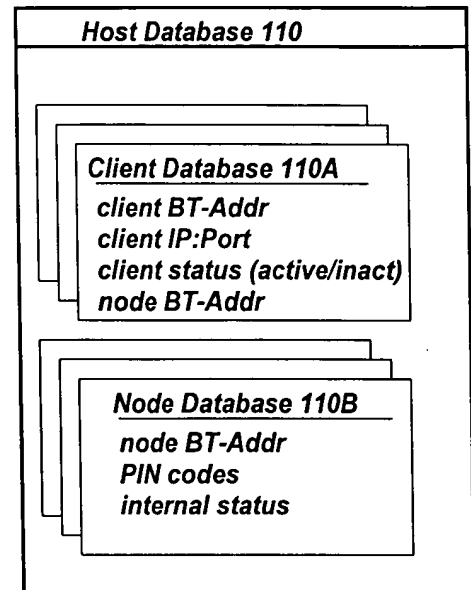 Host Database 110
Client Database 110A
client BT-Addr
client IP:Port
client status (active/inact)
node BT-Addr
Node Database 110B
node BT-Addr
PIN codes
internal status